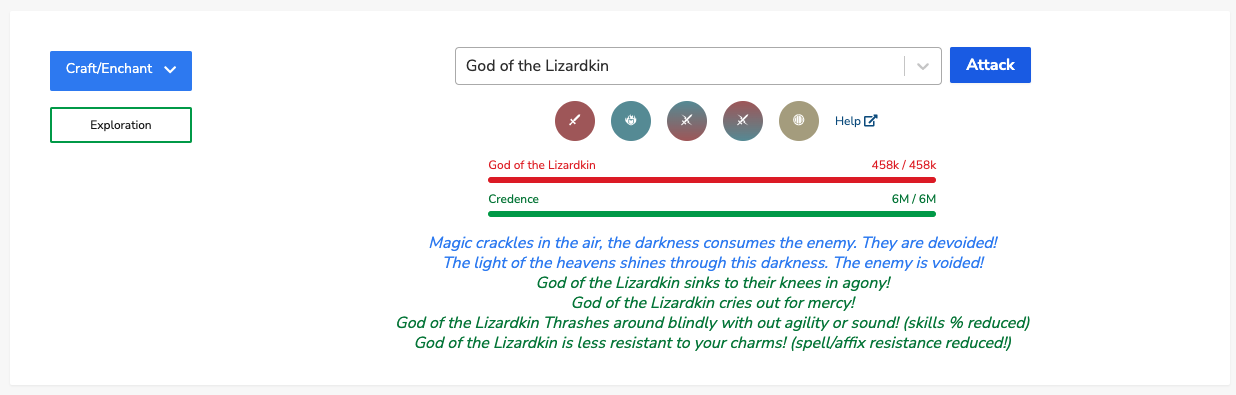 Craft/Enchant
God of the Lizardkin
Attack
Exploration
Help
God of the Lizardkin 458k / 458k
Credence 6M / 6M
Magic crackles in the air, the darkness consumes the enemy. They are devoided!
The light of the heavens shines through this darkness. The enemy is voided!
God of the Lizardkin sinks to their knees in agony!
God of the Lizardkin cries out for mercy!
God of the Lizardkin Thrashes around blindly with out agility or sound! (skills % reduced)
God of the Lizardkin is less resistant to your charms! (spell/affix resistance reduced!)